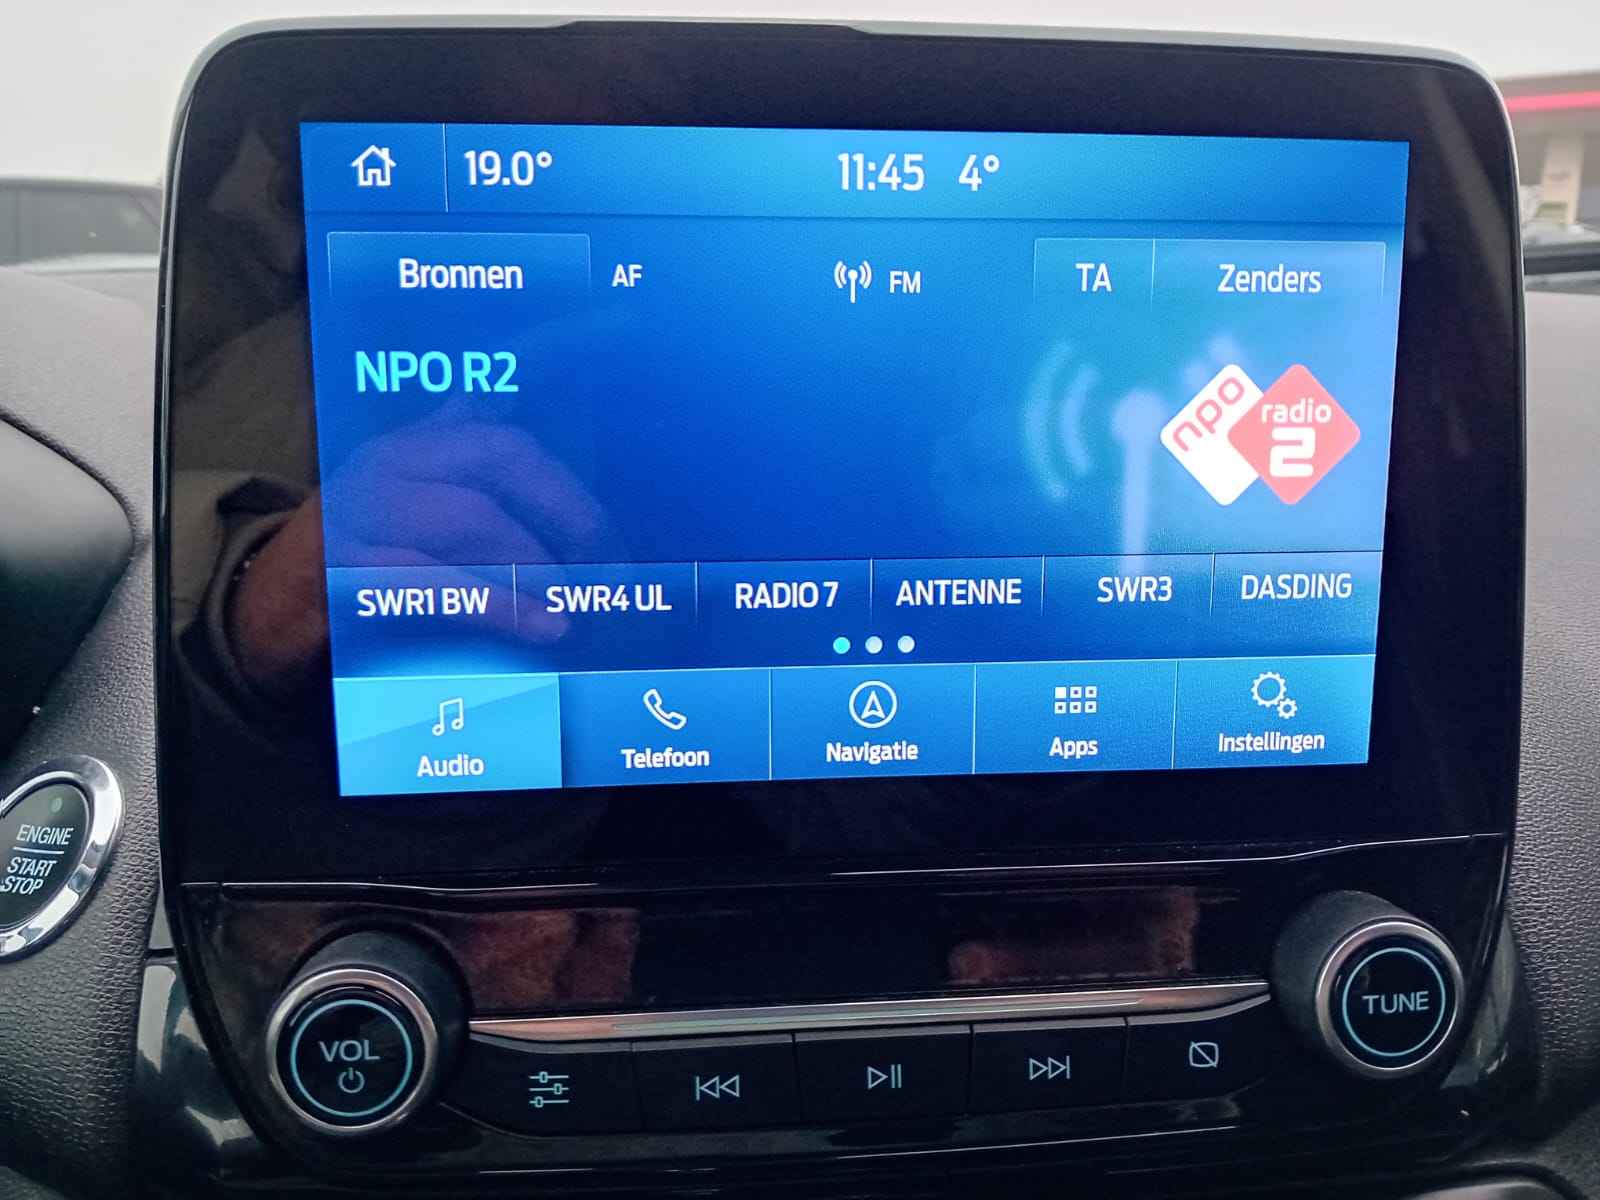 19.0° 11:45 4°
Bronnen AF FM TA Zenders
NPO R2
npo radio 2
SWR1 BW SWR4 UL RADIO 7 ANTENNE SWR3 DASDING
Audio Telefoon Navigatie Apps Instellingen
ENGINE
START
STOP
VOL
TUNE